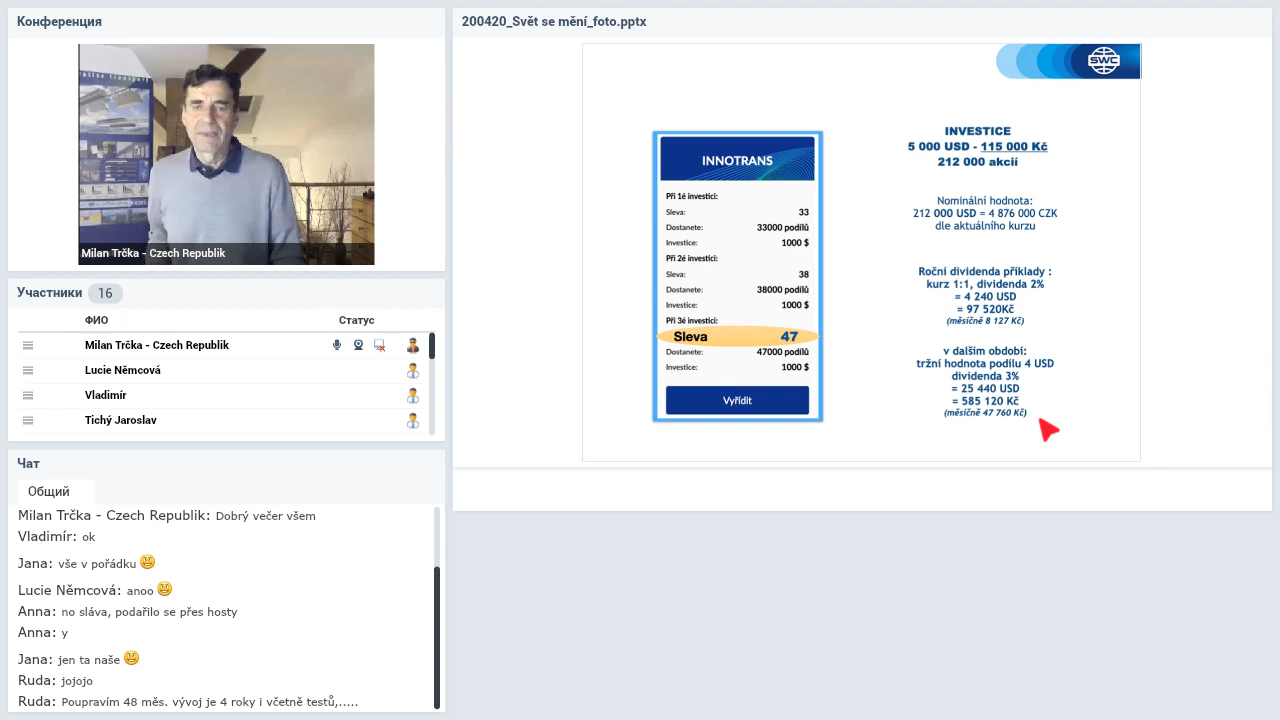 Конференция
Milan Trčka - Czech Republik
Участники 16
ФИО Статус
Milan Trčka - Czech Republik
Lucie Němcová
Vladimír
Tichý Jaroslav
Чат
Общий
Milan Trčka - Czech Republik: Dobrý večer všem
Vladimír: ok
Jana: vše v pořádku
Lucie Němcová: anoo
Anna: no sláva, podařilo se přes hosty
Anna: y
Jana: jen ta naše
Ruda: jojojo
Ruda: Poupravím 48 měs. vývoj je 4 roky i včetně testů,.....
200420_Svět se mění_foto.pptx
SWC
INNOTRANS
Při 1é investici:
Sleva: 33
Dostanete: 33000 podílů
Investice: 1000 $
Při 2é investici:
Sleva: 38
Dostanete: 38000 podílů
Investice: 1000 $
Při 3é investici:
Sleva 47
Dostanete: 47000 podílů
Investice: 1000 $
Vyřídit
INVESTICE
5 000 USD - 115 000 Kč
212 000 akcií
Nominální hodnota:
212 000 USD = 4 876 000 CZK
dle aktuálního kurzu
Roční dividenda příklady :
kurz 1:1, dividenda 2%
= 4 240 USD
= 97 520Kč
(měsíčně 8 127 Kč)
v dalším období:
tržní hodnota podílu 4 USD
dividenda 3%
= 25 440 USD
= 585 120 Kč
(měsíčně 47 760 Kč)